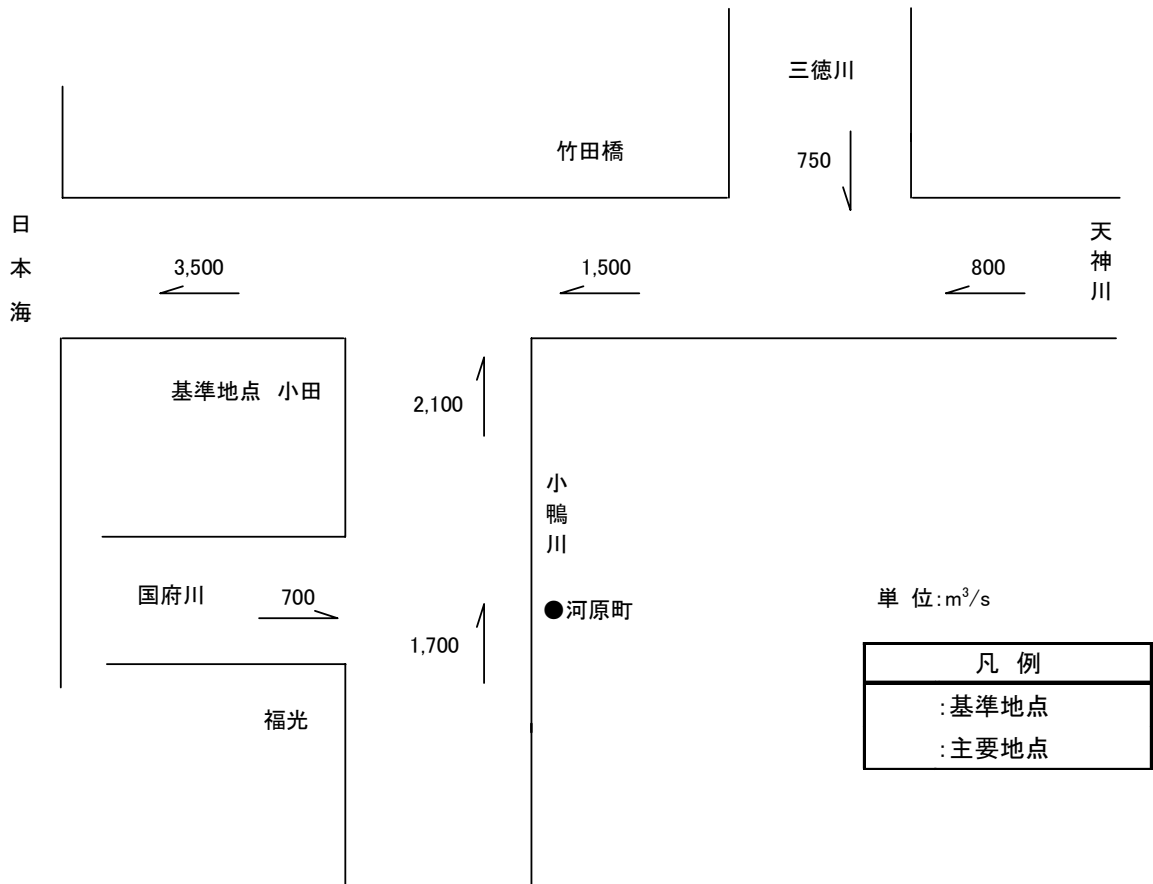 三徳川
竹田橋
750
日本海
天神川
3,500
1,500
800
基準地点 小田
2,100
小鴨川
国府川
700
●河原町
単 位:m³/s
1,700
凡 例
:基準地点
:主要地点
福光